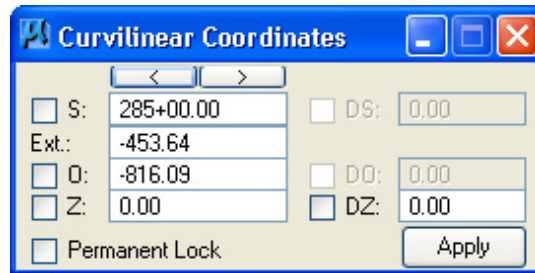 μ Curvilinear Coordinates
< >
S: 285+00.00 DS: 0.00
Ext.: -453.64
O: -816.09 DO: 0.00
Z: 0.00 DZ: 0.00
Permanent Lock Apply